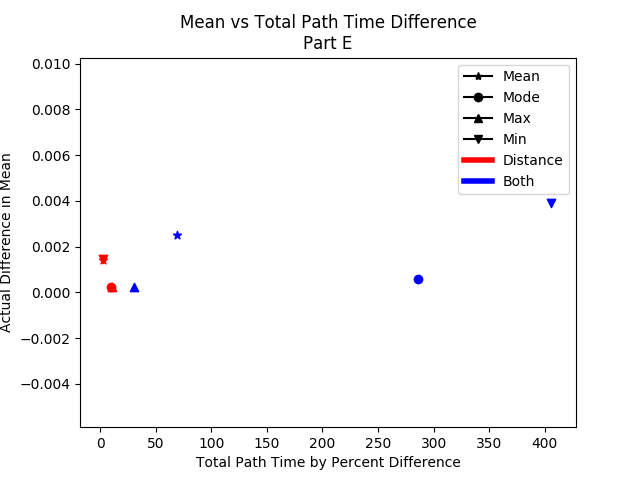 Mean vs Total Path Time Difference
Part E
Mean
Mode
Max
Min
Distance
Both
0.010
0.008
0.006
0.004
0.002
0.000
−0.002
−0.004
Actual Difference in Mean
0
50
100
150
200
250
300
350
400
Total Path Time by Percent Difference